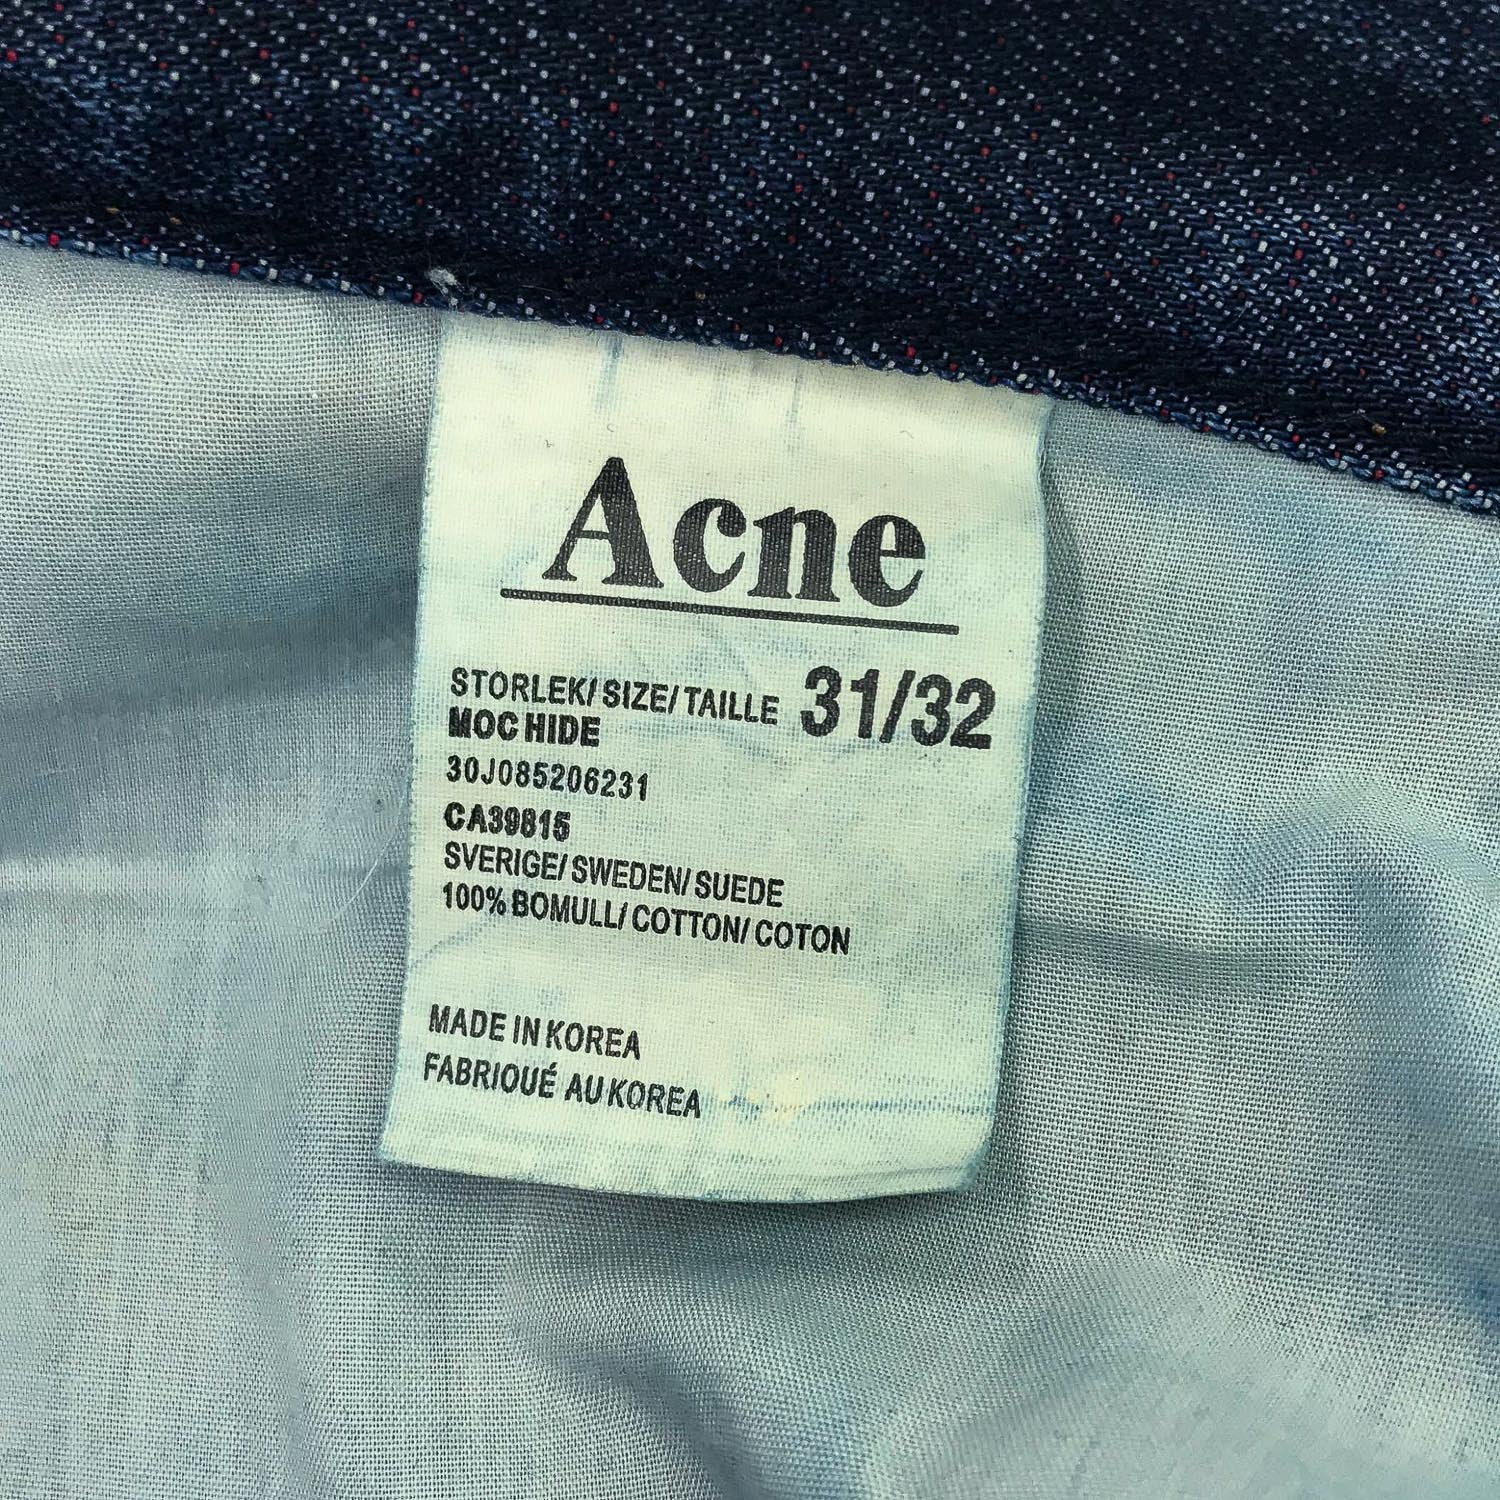 Acne
STORLEK/ SIZE/ TAILLE 31/32
MOC HIDE
30J085206231
CA39815
SVERIGE/ SWEDEN/ SUEDE
100% BOMULL/ COTTON/ COTON
MADE IN KOREA
FABRIOUÉ AU KOREA